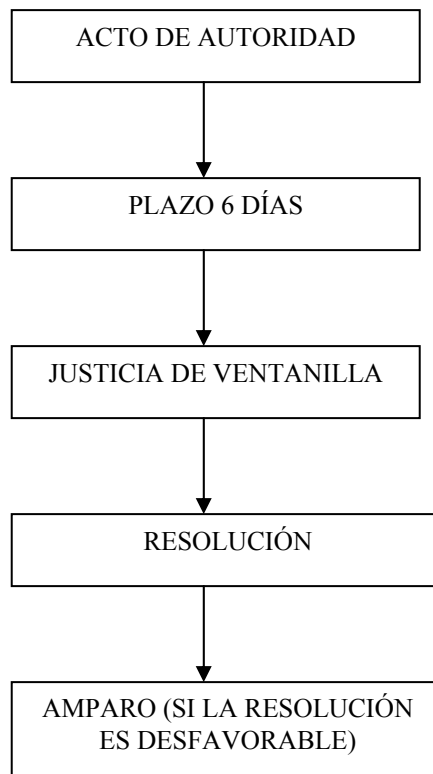 ACTO DE AUTORIDAD
PLAZO 6 DÍAS
JUSTICIA DE VENTANILLA
RESOLUCIÓN
AMPARO (SI LA RESOLUCIÓN
ES DESFAVORABLE)